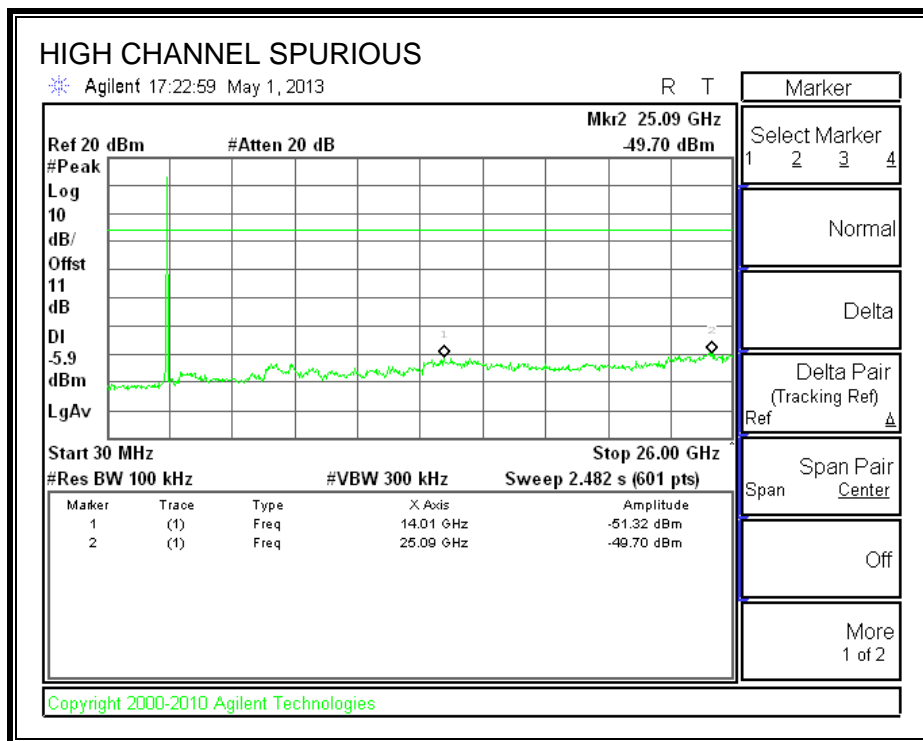 HIGH CHANNEL SPURIOUS
Agilent 17:22:59 May 1, 2013 R T
Mkr2 25.09 GHz
Ref 20 dBm #Atten 20 dB -49.70 dBm
#Peak
Log
10
dB/
Offst
11
dB
DI
-5.9
dBm
LgAv
1
2
Start 30 MHz Stop 26.00 GHz
#Res BW 100 kHz #VBW 300 kHz Sweep 2.482 s (601 pts)
Marker Trace Type X Axis Amplitude
1 (1) Freq 14.01 GHz -51.32 dBm
2 (1) Freq 25.09 GHz -49.70 dBm
Marker
Select Marker
1 2 3 4
Normal
Delta
Delta Pair
(Tracking Ref)
Ref Δ
Span Pair
Span Center
Off
More
1 of 2
Copyright 2000-2010 Agilent Technologies